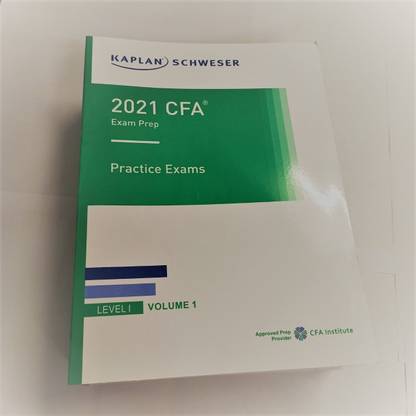 KAPLAN SCHWESER
2021 CFA®
Exam Prep
Practice Exams
LEVEL I VOLUME 1
Approved Prep
Provider
CFA Institute